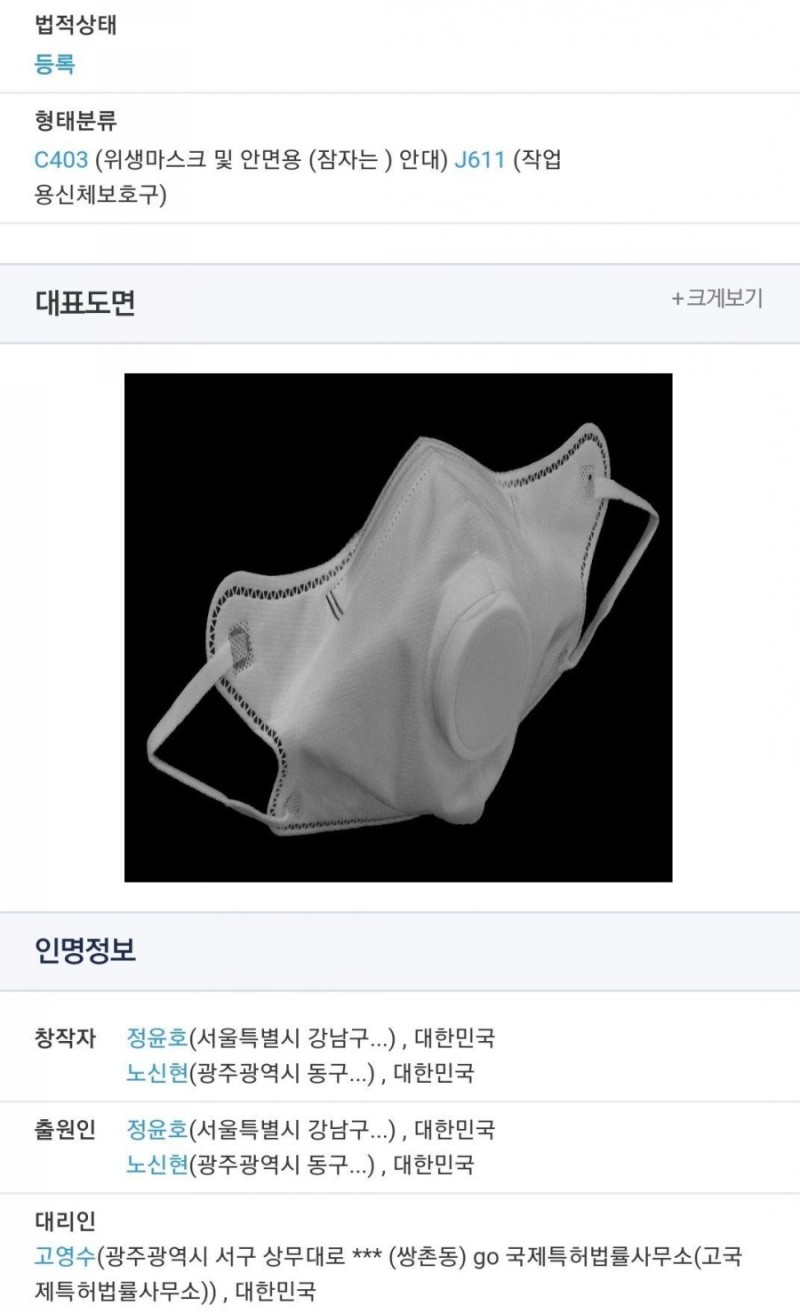 법적상태
등록
형태분류
C403 (위생마스크 및 안면용 (잠자는 ) 안대) J611 (작업
용신체보호구)
대표도면
+크게보기
인명정보
창작자 정윤호(서울특별시 강남구...) , 대한민국
노신현(광주광역시 동구...) , 대한민국
출원인 정윤호(서울특별시 강남구...) , 대한민국
노신현(광주광역시 동구...) , 대한민국
대리인
고영수(광주광역시 서구 상무대로 *** (쌍촌동) go 국제특허법률사무소(고국
제특허법률사무소)) , 대한민국